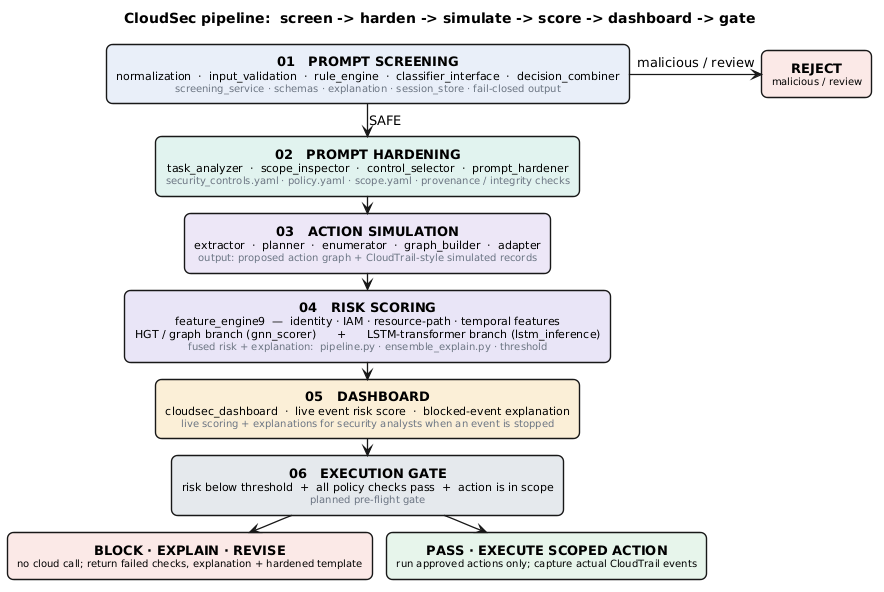 CloudSec pipeline:  screen -> harden -> simulate -> score -> dashboard -> gate
01   PROMPT SCREENING
normalization  ·  input_validation  ·  rule_engine  ·  classifier_interface  ·  decision_combiner
screening_service · schemas · explanation · session_store · fail-closed output
malicious / review
REJECT
malicious / review
SAFE
02   PROMPT HARDENING
task_analyzer  ·  scope_inspector  ·  control_selector  ·  prompt_hardener
security_controls.yaml · policy.yaml · scope.yaml · provenance / integrity checks
03   ACTION SIMULATION
extractor  ·  planner  ·  enumerator  ·  graph_builder  ·  adapter
output: proposed action graph + CloudTrail-style simulated records
04   RISK SCORING
feature_engine9  —  identity · IAM · resource-path · temporal features
HGT / graph branch (gnn_scorer)     +     LSTM-transformer branch (lstm_inference)
fused risk + explanation:  pipeline.py · ensemble_explain.py · threshold
05   DASHBOARD
cloudsec_dashboard  ·  live event risk score  ·  blocked-event explanation
live scoring + explanations for security analysts when an event is stopped
06   EXECUTION GATE
risk below threshold  +  all policy checks pass  +  action is in scope
planned pre-flight gate
BLOCK · EXPLAIN · REVISE
no cloud call; return failed checks, explanation + hardened template
PASS · EXECUTE SCOPED ACTION
run approved actions only; capture actual CloudTrail events